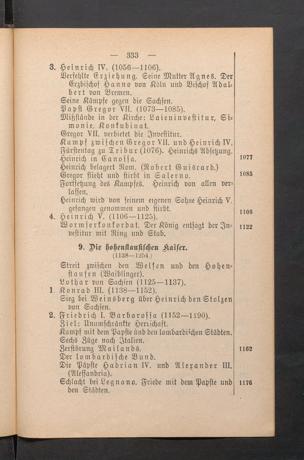 — 333 —
3. Heinrich IV. (1056—1106).
Verfehlte Erziehung. Seine Mutter Agnes. Der
Erzbischof Hanno von Köln und Bischof Adal-
bert von Bremen.
Seine Kämpfe gegen die Sachsen.
Papst Gregor VII. (1073—1085).
Mißstände in der Kirche: Laieninvestitur, Si-
monie, Konkubinat.
Gregor VII. verbietet die Investitur.
Kampf zwischen Gregor VII. und Heinrich IV.
Fürstentag zu Tribur (1076). Heinrichs Absetzung.
Heinrich in Canossa. 1077
Heinrich belagert Rom. (Robert Guiscard.)
Gregor flieht und stirbt in Salerno. 1085
Fortsetzung des Kampfes. Heinrich von allen ver-
lassen.
Heinrich wird von seinem eigenen Sohne Heinrich V.
gefangen genommen und stirbt. 1106
4. Heinrich V. (1106—1125).
Wormserkonkordat. Der König entsagt der In- 1122
vestitur mit Ring und Stab.
9. Die hohenstaufischen Kaiser.
(1138—1254.)
Streit zwischen den Welfen und den Hohen-
staufen (Waiblinger).
Lothar von Sachsen (1125—1137).
1. Konrad III. (1138—1152).
Sieg bei Weinsberg über Heinrich den Stolzen
von Sachsen.
2. Friedrich I. Barbarossa (1152—1190).
Ziel: Unumschränkte Herrschaft.
Kampf mit dem Papste und den lombardischen Städten.
Sechs Züge nach Italien.
Zerstörung Mailands. 1162
Der lombardische Bund.
Die Päpste Hadrian IV. und Alexander III.
(Alessandria).
Schlacht bei Legnano. Friede mit dem Papste und 1176
den Städten.